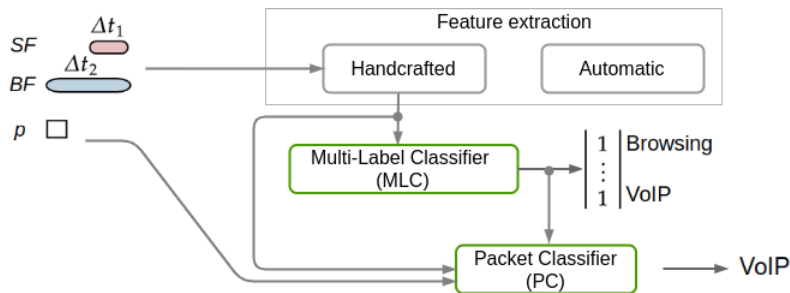 Feature extraction
SF Δt₁
BF Δt₂
Handcrafted
Automatic
p
Multi-Label Classifier
(MLC)
1 Browsing
⋮
1 VoIP
Packet Classifier
(PC)
VoIP